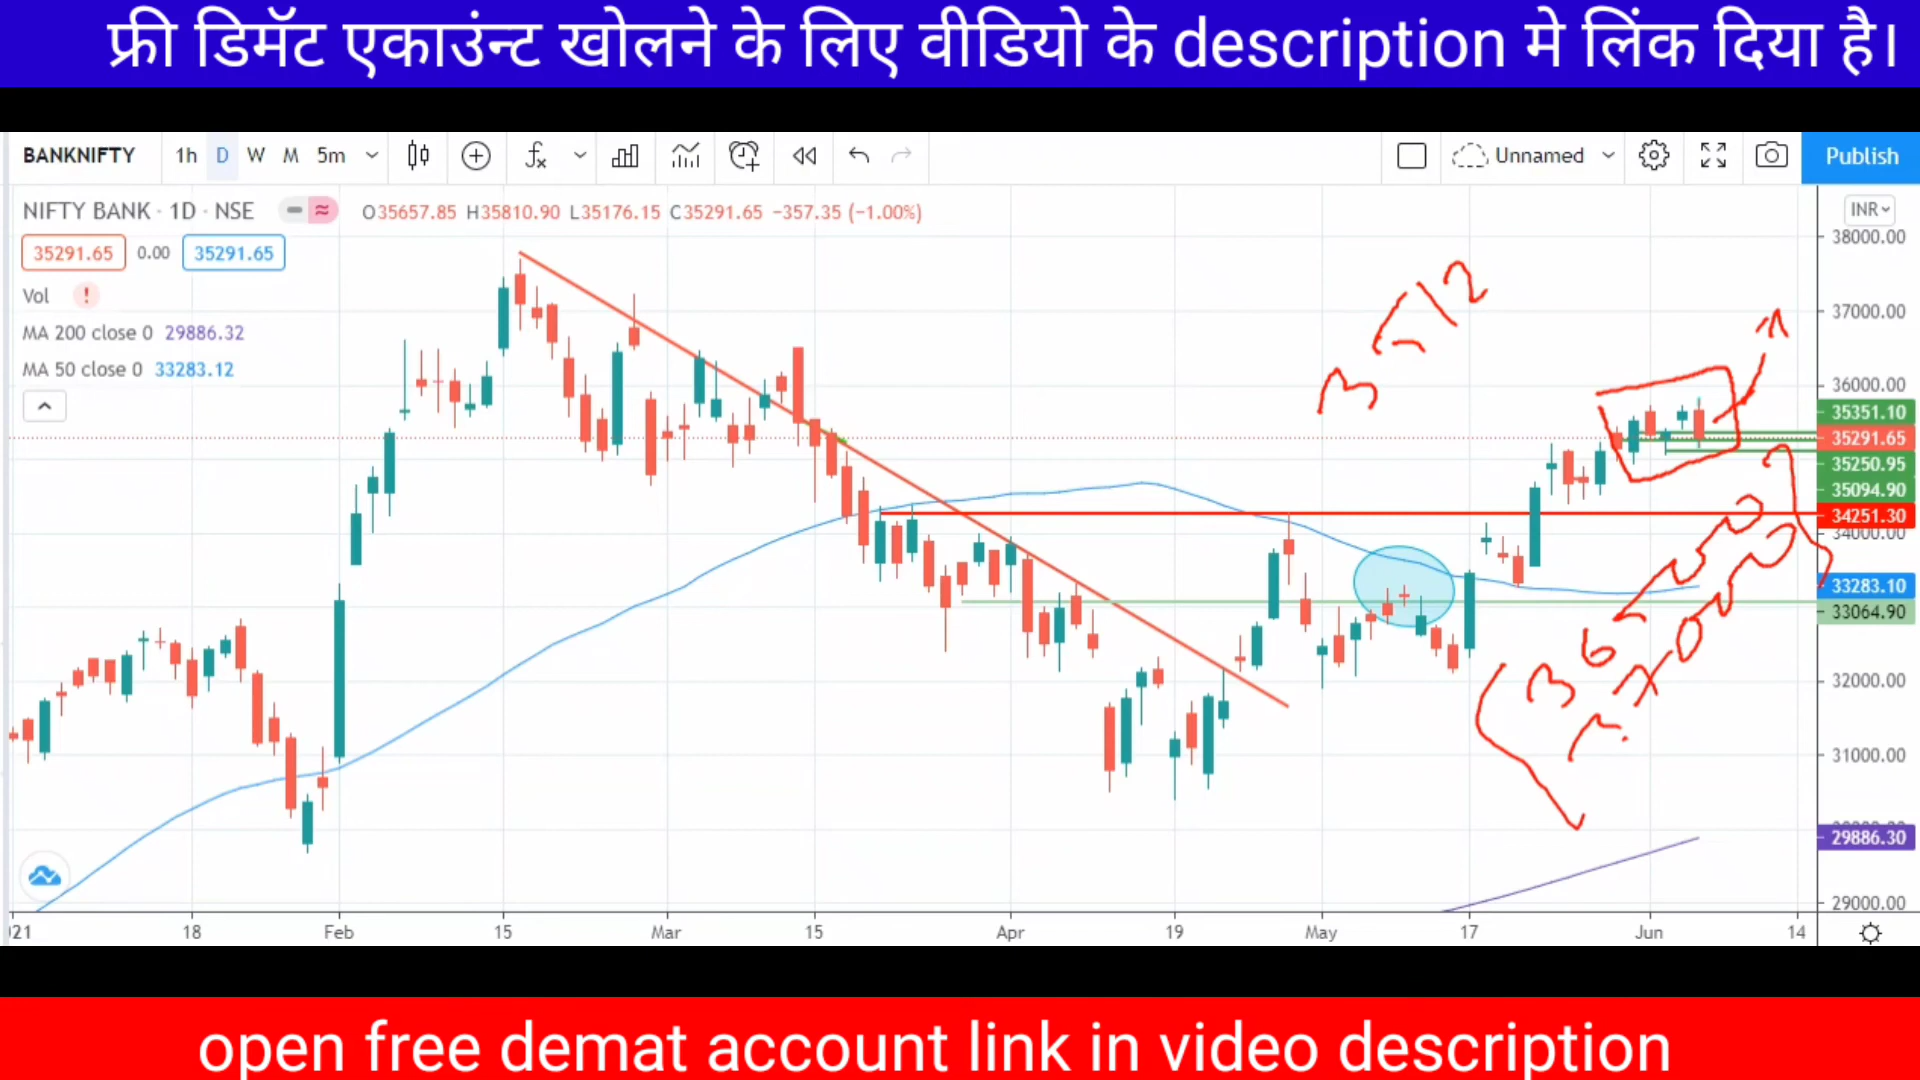 फ्री डिमॅट एकाउंन्ट खोलने के लिए वीडियो के description मे लिंक दिया है।
BANKNIFTY 1h D W M 5m Unnamed Publish
NIFTY BANK · 1D · NSE O35657.85 H35810.90 L35176.15 C35291.65 −357.35 (−1.00%) INR
35291.65 0.00 35291.65
Vol !
MA 200 close 0 29886.32
MA 50 close 0 33283.12
38000.00
37000.00
36000.00
35351.10
35291.65
35250.95
35094.90
34251.30
34000.00
33283.10
33064.90
32000.00
31000.00
29886.30
29000.00
18 Feb 15 Mar 15 Apr 19 May 17 Jun 14
open free demat account link in video description